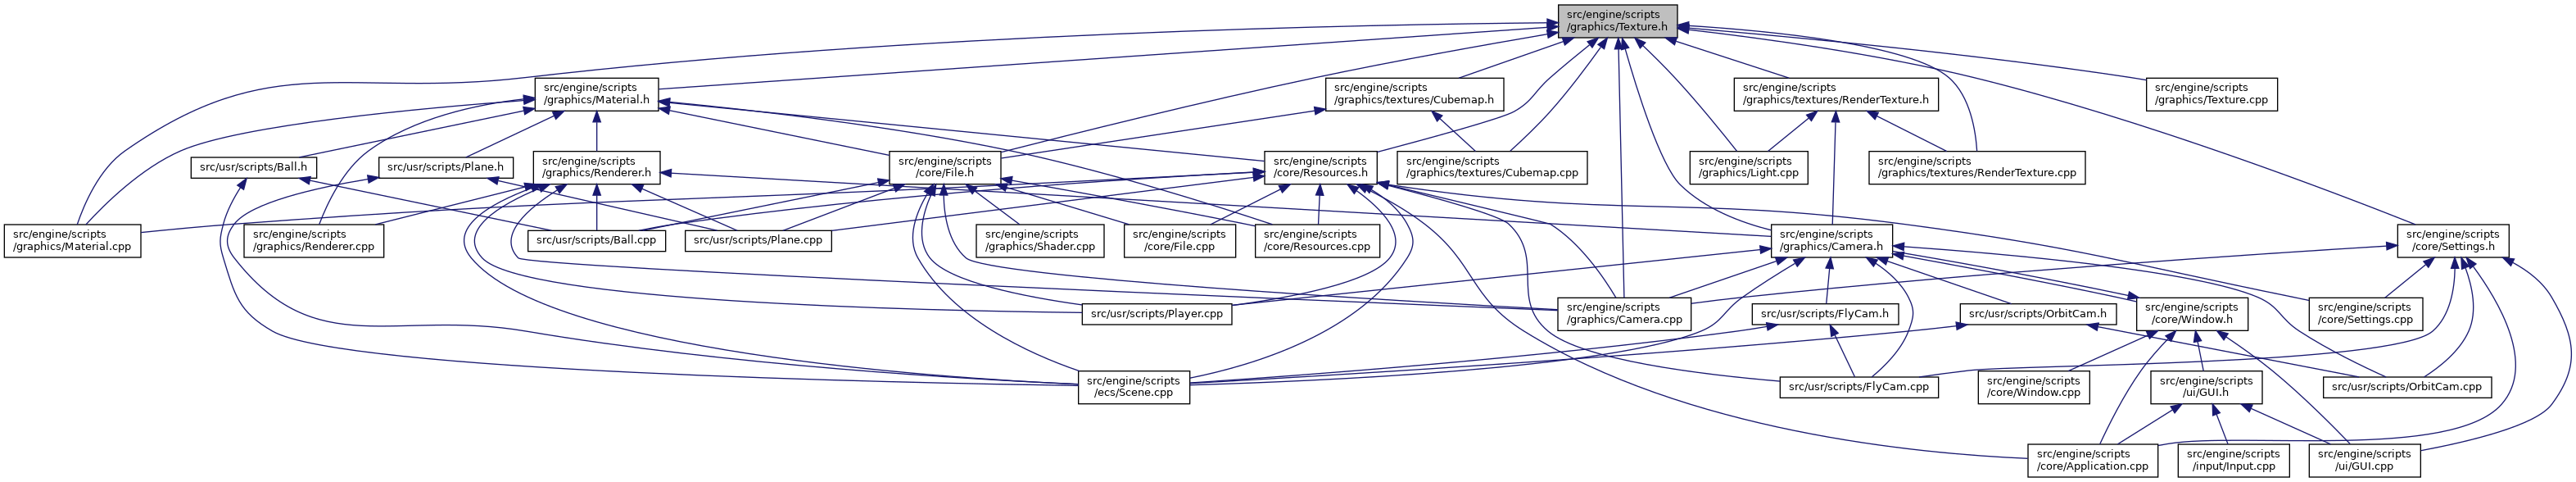 src/engine/scripts
/graphics/Texture.h
src/engine/scripts
/graphics/Material.h
src/engine/scripts
/graphics/textures/Cubemap.h
src/engine/scripts
/graphics/textures/RenderTexture.h
src/engine/scripts
/graphics/Texture.cpp
src/usr/scripts/Ball.h
src/usr/scripts/Plane.h
src/engine/scripts
/graphics/Renderer.h
src/engine/scripts
/core/File.h
src/engine/scripts
/core/Resources.h
src/engine/scripts
/graphics/textures/Cubemap.cpp
src/engine/scripts
/graphics/Light.cpp
src/engine/scripts
/graphics/textures/RenderTexture.cpp
src/engine/scripts
/graphics/Material.cpp
src/engine/scripts
/graphics/Renderer.cpp
src/usr/scripts/Ball.cpp
src/usr/scripts/Plane.cpp
src/engine/scripts
/graphics/Shader.cpp
src/engine/scripts
/core/File.cpp
src/engine/scripts
/core/Resources.cpp
src/engine/scripts
/graphics/Camera.h
src/engine/scripts
/core/Settings.h
src/usr/scripts/Player.cpp
src/engine/scripts
/graphics/Camera.cpp
src/usr/scripts/FlyCam.h
src/usr/scripts/OrbitCam.h
src/engine/scripts
/core/Window.h
src/engine/scripts
/core/Settings.cpp
src/engine/scripts
/ecs/Scene.cpp
src/usr/scripts/FlyCam.cpp
src/engine/scripts
/core/Window.cpp
src/engine/scripts
/ui/GUI.h
src/usr/scripts/OrbitCam.cpp
src/engine/scripts
/core/Application.cpp
src/engine/scripts
/input/Input.cpp
src/engine/scripts
/ui/GUI.cpp